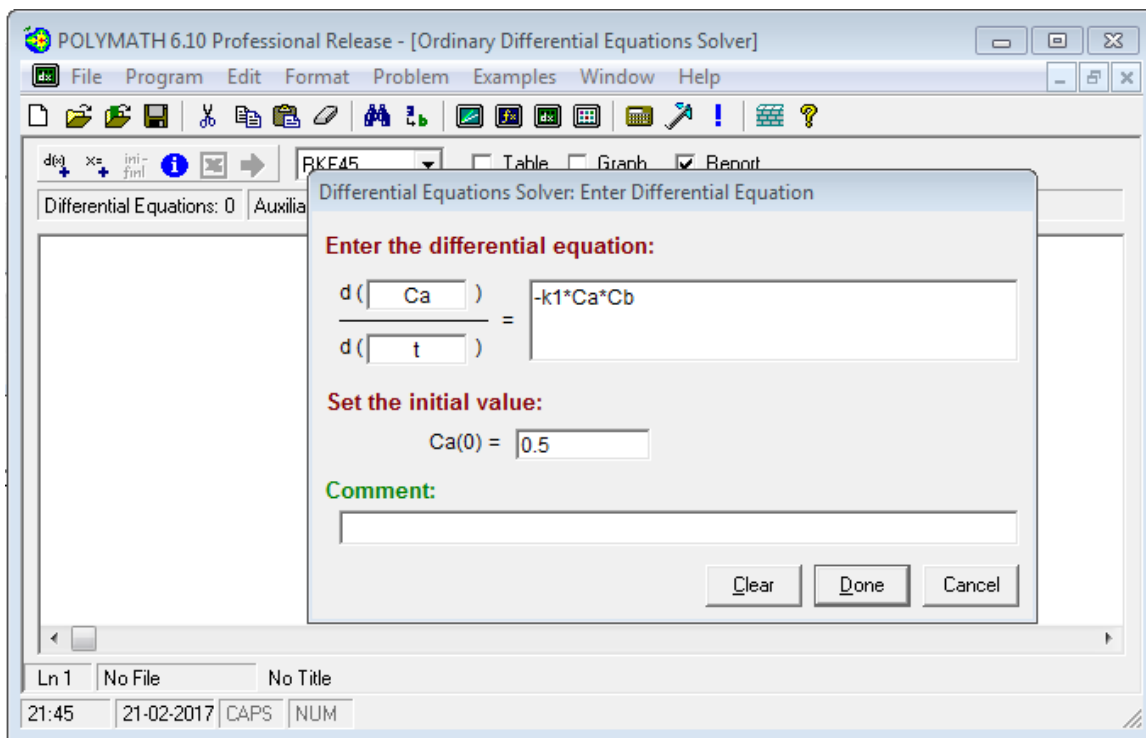 POLYMATH 6.10 Professional Release - [Ordinary Differential Equations Solver]
File Program Edit Format Problem Examples Window Help
d(x) x= ini- finl RKF45 Table Graph Report
Differential Equations: 0 Auxilia
Differential Equations Solver: Enter Differential Equation
Enter the differential equation:
d ( Ca )
= -k1*Ca*Cb
d ( t )
Set the initial value:
Ca(0) = 0.5
Comment:
Clear Done Cancel
Ln 1 No File No Title
21:45 21-02-2017 CAPS NUM